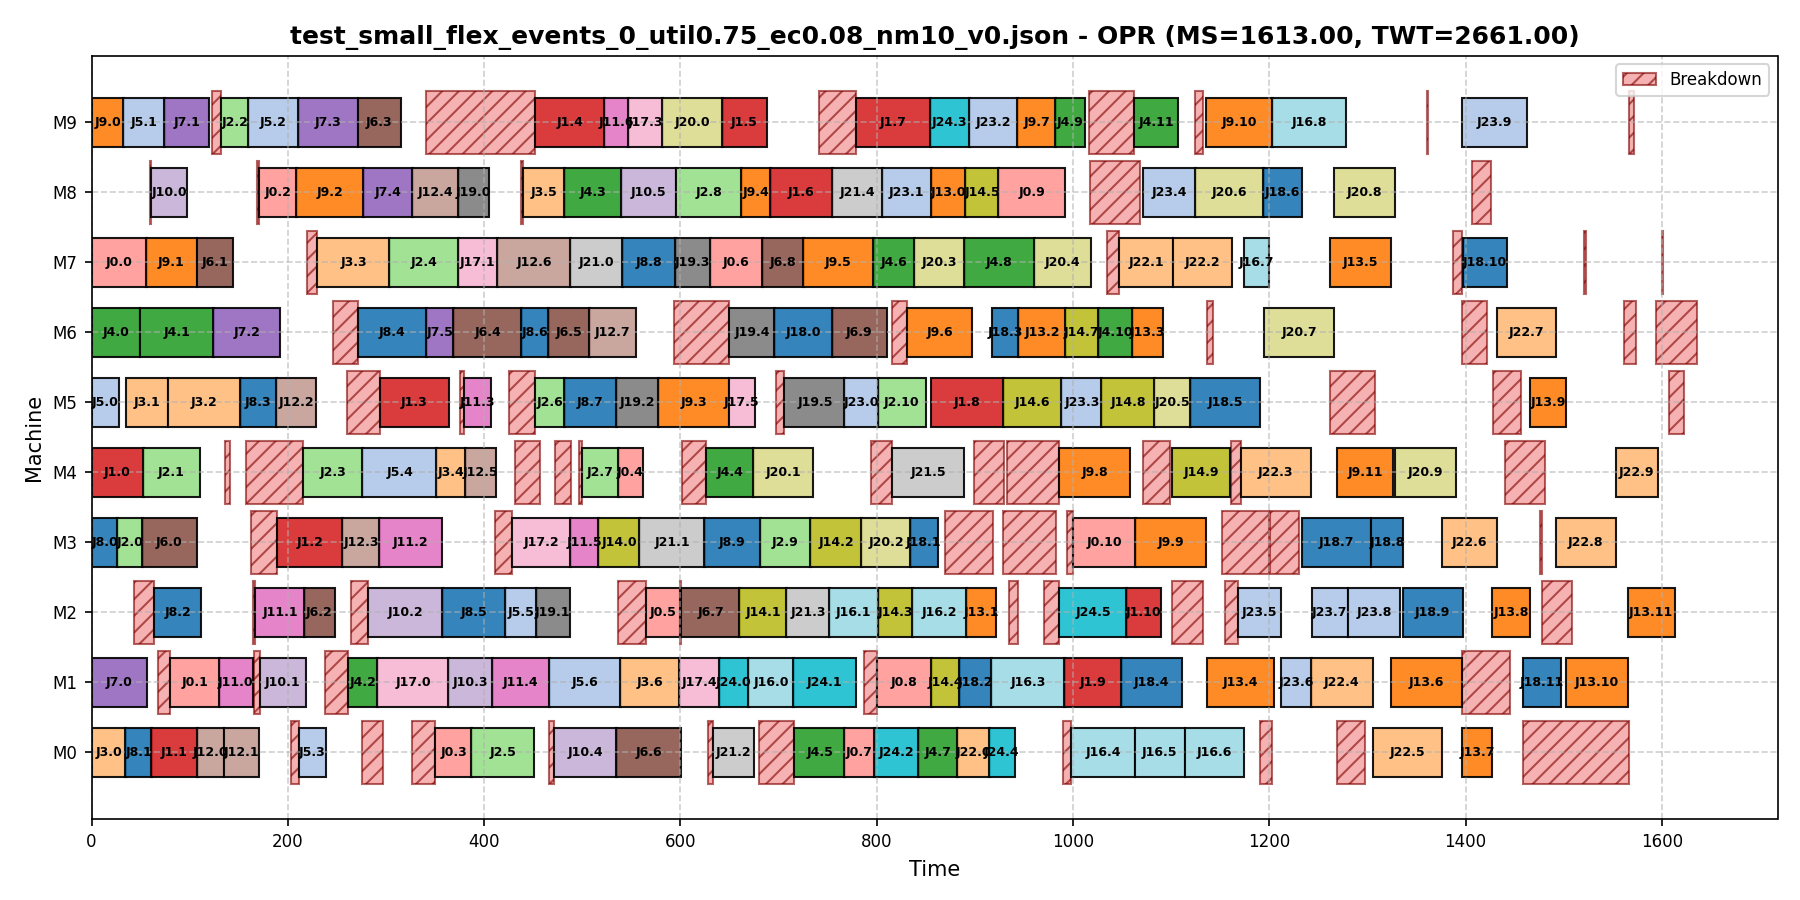 test_small_flex_events_0_util0.75_ec0.08_nm10_v0.json - OPR (MS=1613.00, TWT=2661.00)
Breakdown
M9 J9.0 J5.1 J7.1 J2.2 J5.2 J7.3 J6.3 J1.4 J11.6 J17.3 J20.0 J1.5 J1.7 J24.3 J23.2 J9.7 J4.9 J4.11 J9.10 J16.8 J23.9
M8 J10.0 J0.2 J9.2 J7.4 J12.4 J19.0 J3.5 J4.3 J10.5 J2.8 J9.4 J1.6 J21.4 J23.1 J13.0 J14.5 J0.9 J23.4 J20.6 J18.6 J20.8
M7 J0.0 J9.1 J6.1 J3.3 J2.4 J17.1 J12.6 J21.0 J8.8 J19.3 J0.6 J6.8 J9.5 J4.6 J20.3 J4.8 J20.4 J22.1 J22.2 J16.7 J13.5 J18.10
M6 J4.0 J4.1 J7.2 J8.4 J7.5 J6.4 J8.6 J6.5 J12.7 J19.4 J18.0 J6.9 J9.6 J18.3 J13.2 J14.7 J4.10 J13.3 J20.7 J22.7
M5 J5.0 J3.1 J3.2 J8.3 J12.2 J1.3 J11.3 J2.6 J8.7 J19.2 J9.3 J17.5 J19.5 J23.0 J2.10 J1.8 J14.6 J23.3 J14.8 J20.5 J18.5 J13.9
M4 J1.0 J2.1 J2.3 J5.4 J3.4 J12.5 J2.7 J0.4 J4.4 J20.1 J21.5 J9.8 J14.9 J22.3 J9.11 J20.9 J22.9
M3 J8.0 J2.0 J6.0 J1.2 J12.3 J11.2 J17.2 J11.5 J14.0 J21.1 J8.9 J2.9 J14.2 J20.2 J18.1 J0.10 J9.9 J18.7 J18.8 J22.6 J22.8
M2 J8.2 J11.1 J6.2 J10.2 J8.5 J5.5 J19.1 J0.5 J6.7 J14.1 J21.3 J16.1 J14.3 J16.2 J13.1 J24.5 J1.10 J23.5 J23.7 J23.8 J18.9 J13.8 J13.11
M1 J7.0 J0.1 J11.0 J10.1 J4.2 J17.0 J10.3 J11.4 J5.6 J3.6 J17.4 J24.0 J16.0 J24.1 J0.8 J14.4 J18.2 J16.3 J1.9 J18.4 J13.4 J23.6 J22.4 J13.6 J18.11 J13.10
M0 J3.0 J8.1 J1.1 J12.0 J12.1 J5.3 J0.3 J2.5 J10.4 J6.6 J21.2 J4.5 J0.7 J24.2 J4.7 J22.0 J24.4 J16.4 J16.5 J16.6 J22.5 J13.7
0 200 400 600 800 1000 1200 1400 1600
Time
Machine